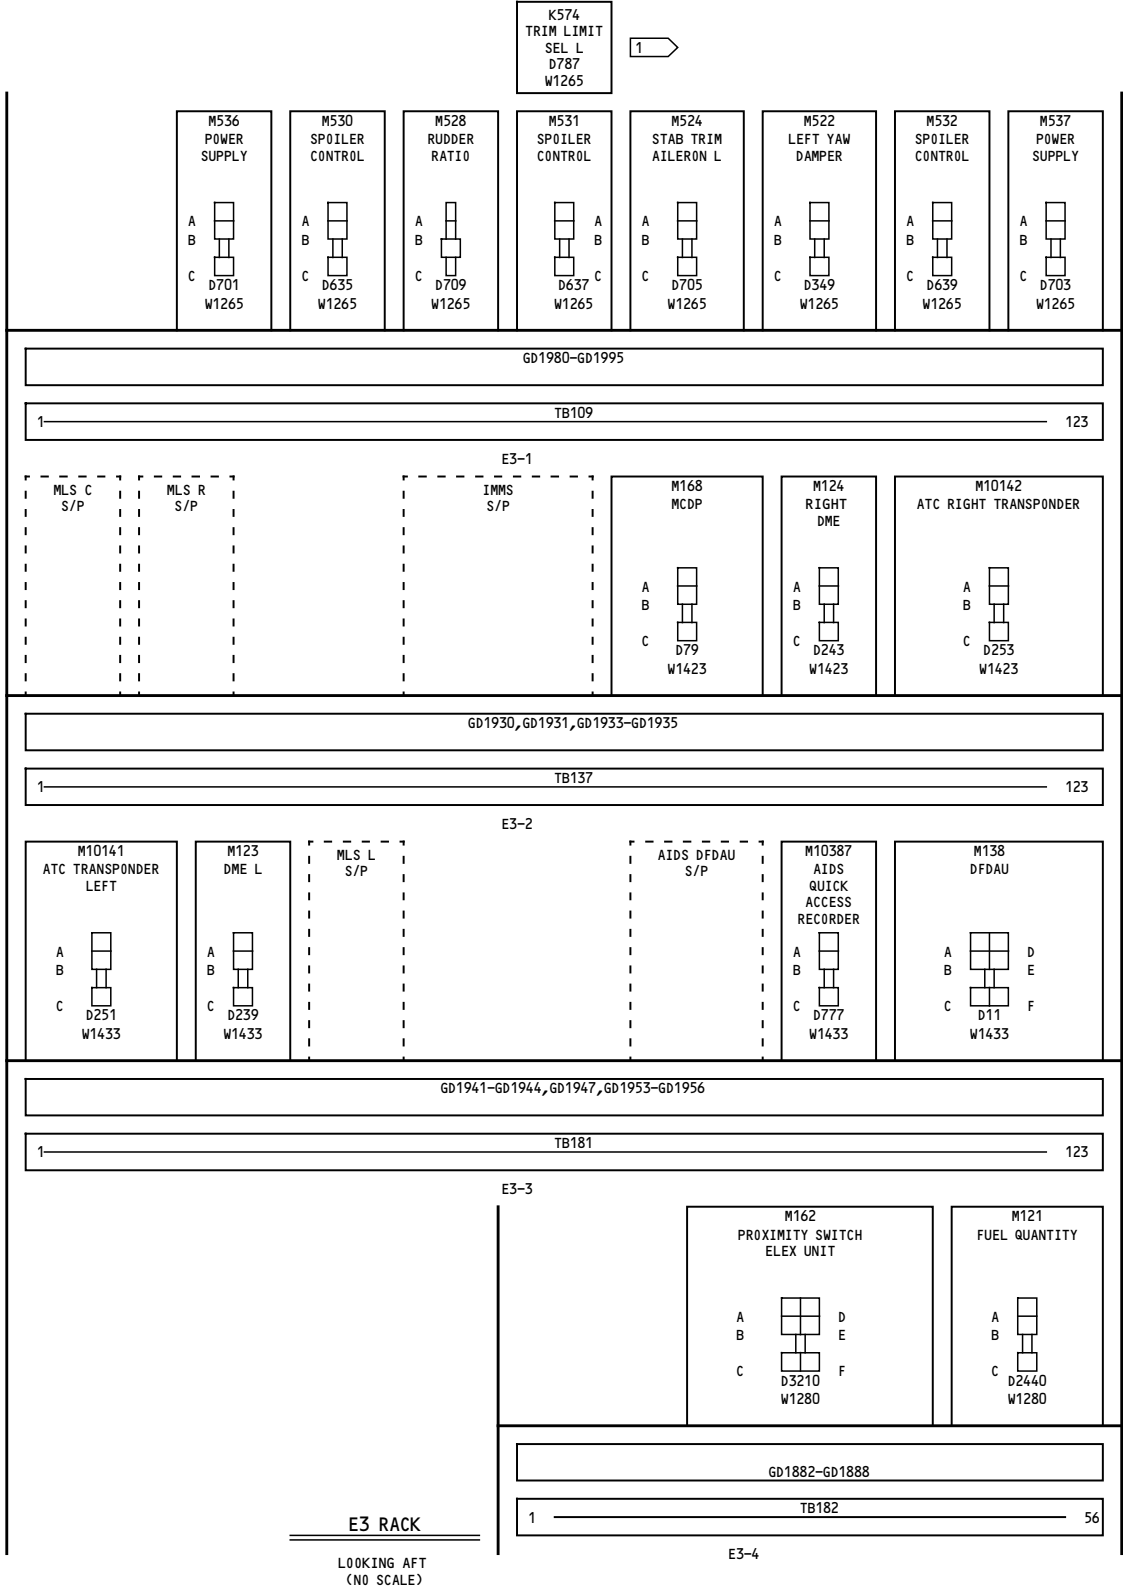 K574
TRIM LIMIT
SEL L
D787
W1265
1
M536
POWER
SUPPLY
A
B
C
D701
W1265
M530
SPOILER
CONTROL
A
B
C
D635
W1265
M528
RUDDER
RATIO
A
B
C
D709
W1265
M531
SPOILER
CONTROL
A
B
C
D637
W1265
M524
STAB TRIM
AILERON L
A
B
C
D705
W1265
M522
LEFT YAW
DAMPER
A
B
C
D349
W1265
M532
SPOILER
CONTROL
A
B
C
D639
W1265
M537
POWER
SUPPLY
A
B
C
D703
W1265
GD1980-GD1995
1 TB109 123
E3-1
MLS C
S/P
MLS R
S/P
IMMS
S/P
M168
MCDP
A
B
C
D79
W1423
M124
RIGHT
DME
A
B
C
D243
W1423
M10142
ATC RIGHT TRANSPONDER
A
B
C
D253
W1423
GD1930,GD1931,GD1933-GD1935
1 TB137 123
E3-2
M10141
ATC TRANSPONDER
LEFT
A
B
C
D251
W1433
M123
DME L
A
B
C
D239
W1433
MLS L
S/P
AIDS DFDAU
S/P
M10387
AIDS
QUICK
ACCESS
RECORDER
A
B
C
D777
W1433
M138
DFDAU
A D
B E
C F
D11
W1433
GD1941-GD1944,GD1947,GD1953-GD1956
1 TB181 123
E3-3
M162
PROXIMITY SWITCH
ELEX UNIT
A D
B E
C F
D3210
W1280
M121
FUEL QUANTITY
A
B
C
D2440
W1280
GD1882-GD1888
1 TB182 56
E3-4
E3 RACK
LOOKING AFT
(NO SCALE)